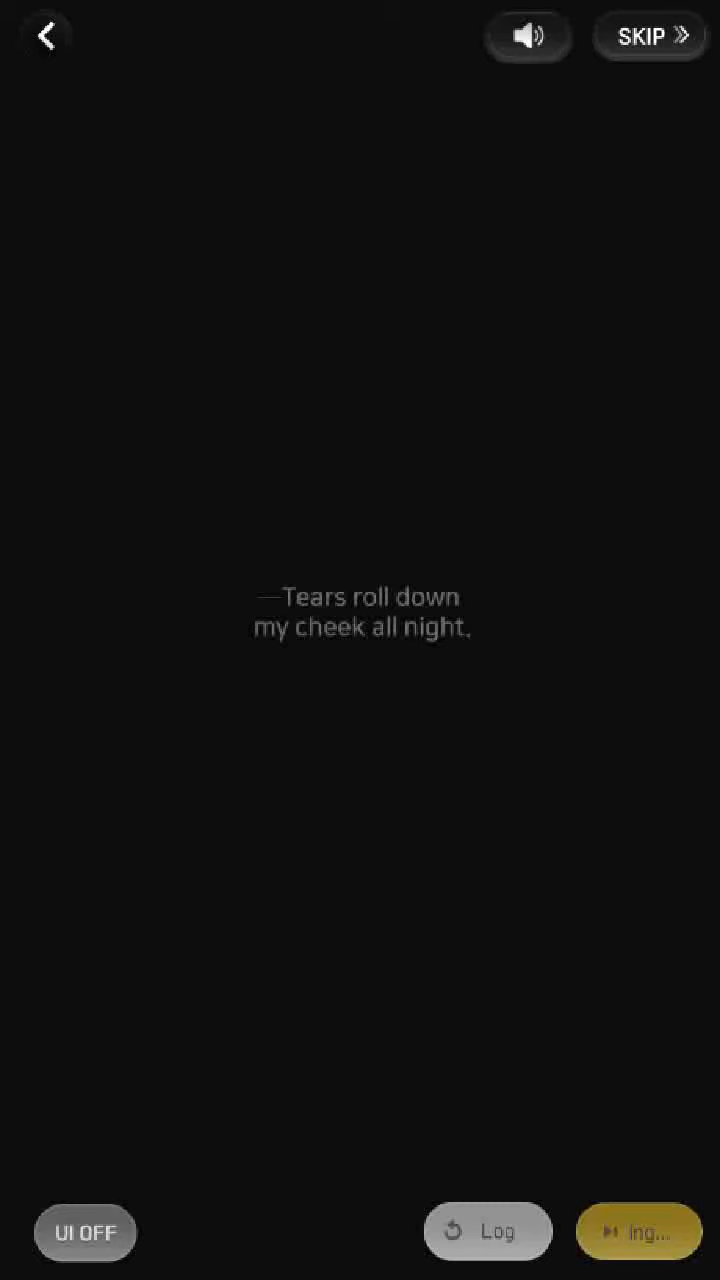 SKIP
—Tears roll down
my cheek all night.
UI OFF
Log
ing...